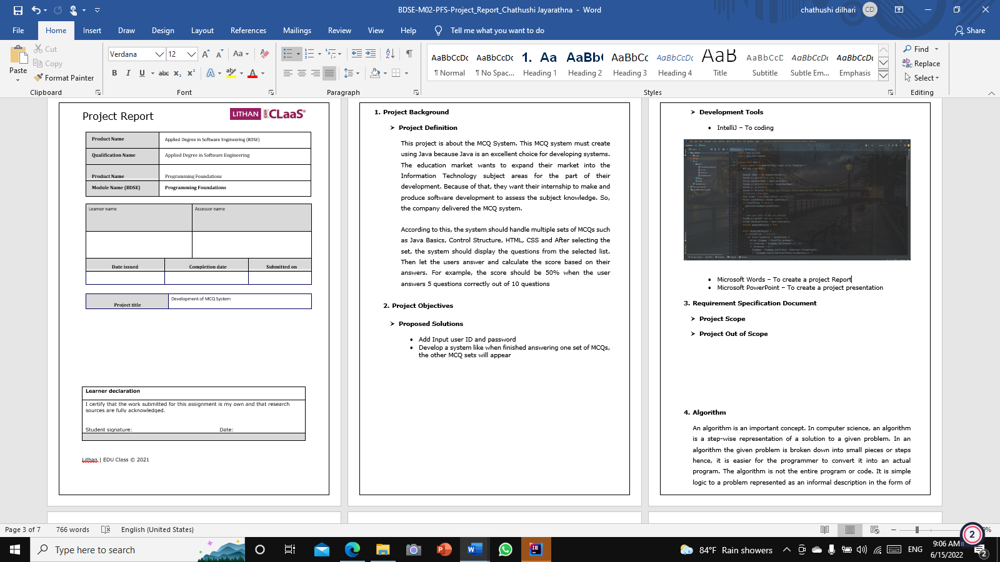 BDSE-M02-PFS-Project_Report_Chathushi Jayarathna - Word
chathushi dilhari CD
File Home Insert Draw Design Layout References Mailings Review View Help Tell me what you want to do Share
Paste
Cut
Copy
Format Painter
Clipboard
Verdana 12
Font
Paragraph
AaBbCcDc ¶ Normal
AaBbCcDc ¶ No Spac...
1. Aa Heading 1
AaBb( Heading 2
AaBbCc Heading 3
AaBbCcDc Heading 4
AaB Title
AaBbCcD Subtitle
AaBbCcDc Subtle Em...
AaBbCcDc Emphasis
Styles
Find
Replace
Select
Editing
Project Report LITHAN CLaaS
Product Name Applied Degree in Software Engineering (BDSE)
Qualification Name Applied Degree in Software Engineering
Product Name Programming Foundations
Module Name (BDSE) Programming Foundations
Learner name Assessor name
Date issued Completion date Submitted on
Project title Development of MCQ System
Learner declaration
I certify that the work submitted for this assignment is my own and that research
sources are fully acknowledged.
Student signature: Date:
Lithan | EDU Class © 2021
1. Project Background
➤ Project Definition
This project is about the MCQ System. This MCQ system must create
using Java because Java is an excellent choice for developing systems.
The education market wants to expand their market into the
Information Technology subject areas for the part of their
development. Because of that, they want their internship to make and
produce software development to assess the subject knowledge. So,
the company delivered the MCQ system.
According to this, the system should handle multiple sets of MCQs such
as Java Basics, Control Structure, HTML, CSS and After selecting the
set, the system should display the questions from the selected list.
Then let the users answer and calculate the score based on their
answers. For example, the score should be 50% when the user
answers 5 questions correctly out of 10 questions
2. Project Objectives
➤ Proposed Solutions
• Add Input user ID and password
• Develop a system like when finished answering one set of MCQs,
the other MCQ sets will appear
➤ Development Tools
• IntelliJ – To coding
• Microsoft Words – To create a project Report
• Microsoft PowerPoint – To create a project presentation
3. Requirement Specification Document
➤ Project Scope
➤ Project Out of Scope
4. Algorithm
An algorithm is an important concept. In computer science, an algorithm
is a step-wise representation of a solution to a given problem. In an
algorithm the given problem is broken down into small pieces or steps
hence, it is easier for the programmer to convert it into an actual
program. The algorithm is not the entire program or code. It is simple
logic to a problem represented as an informal description in the form of
Page 3 of 7 766 words English (United States)
2
Type here to search
84°F Rain showers
ENG
9:06 AM
6/15/2022
2